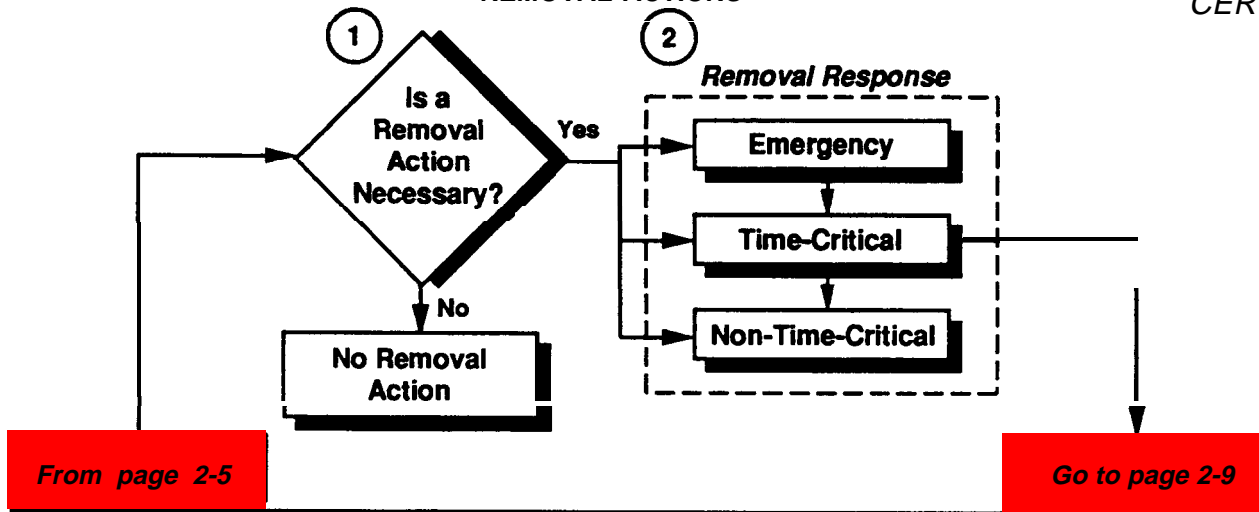 CER
1
2
Removal Response
Is a
Removal
Action
Necessary?
Yes
Emergency
Time-Critical
Non-Time-Critical
No
No Removal
Action
From page 2-5
Go to page 2-9